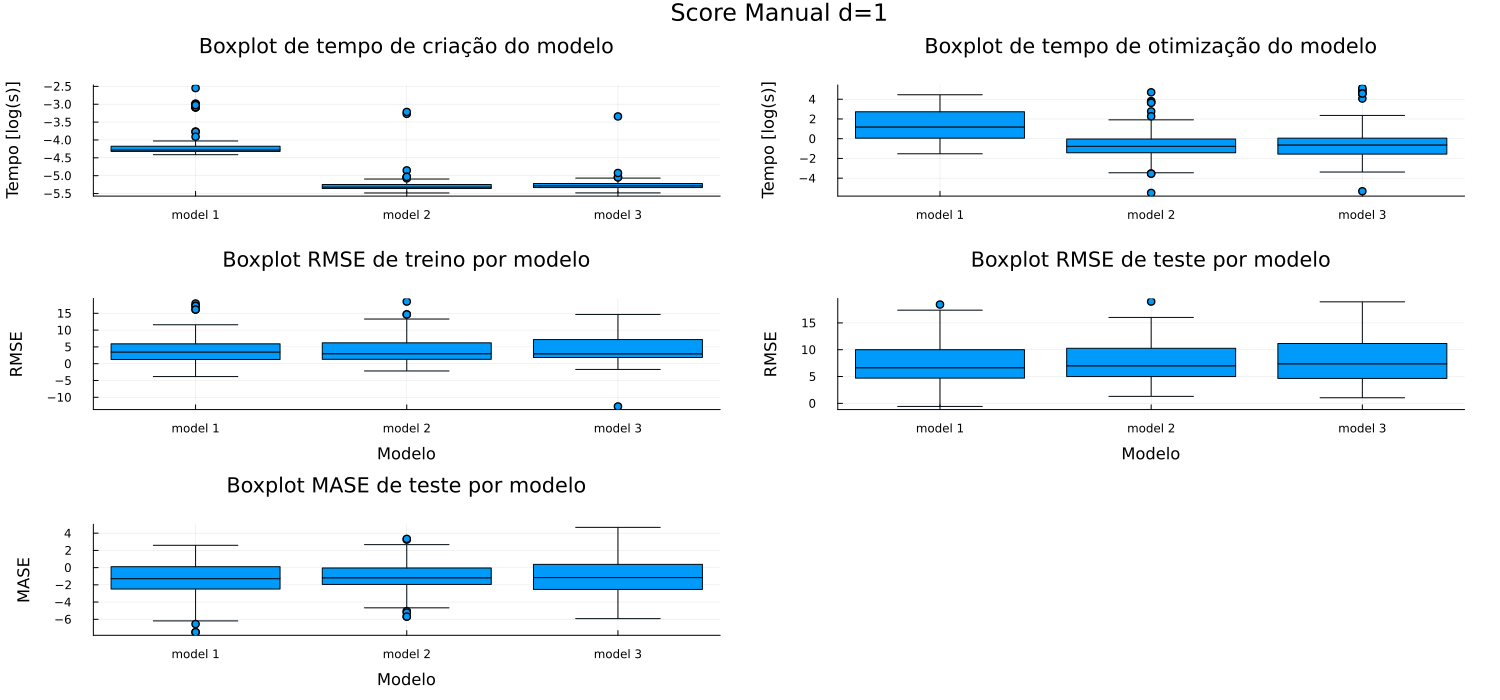 Score Manual d=1
Boxplot de tempo de criação do modelo
Tempo [log(s)]
−2.5
−3.0
−3.5
−4.0
−4.5
−5.0
−5.5
model 1 model 2 model 3
Boxplot de tempo de otimização do modelo
Tempo [log(s)]
4
2
0
−2
−4
model 1 model 2 model 3
Boxplot RMSE de treino por modelo
RMSE
15
10
5
0
−5
−10
model 1 model 2 model 3
Modelo
Boxplot RMSE de teste por modelo
RMSE
15
10
5
0
model 1 model 2 model 3
Modelo
Boxplot MASE de teste por modelo
MASE
4
2
0
−2
−4
−6
model 1 model 2 model 3
Modelo